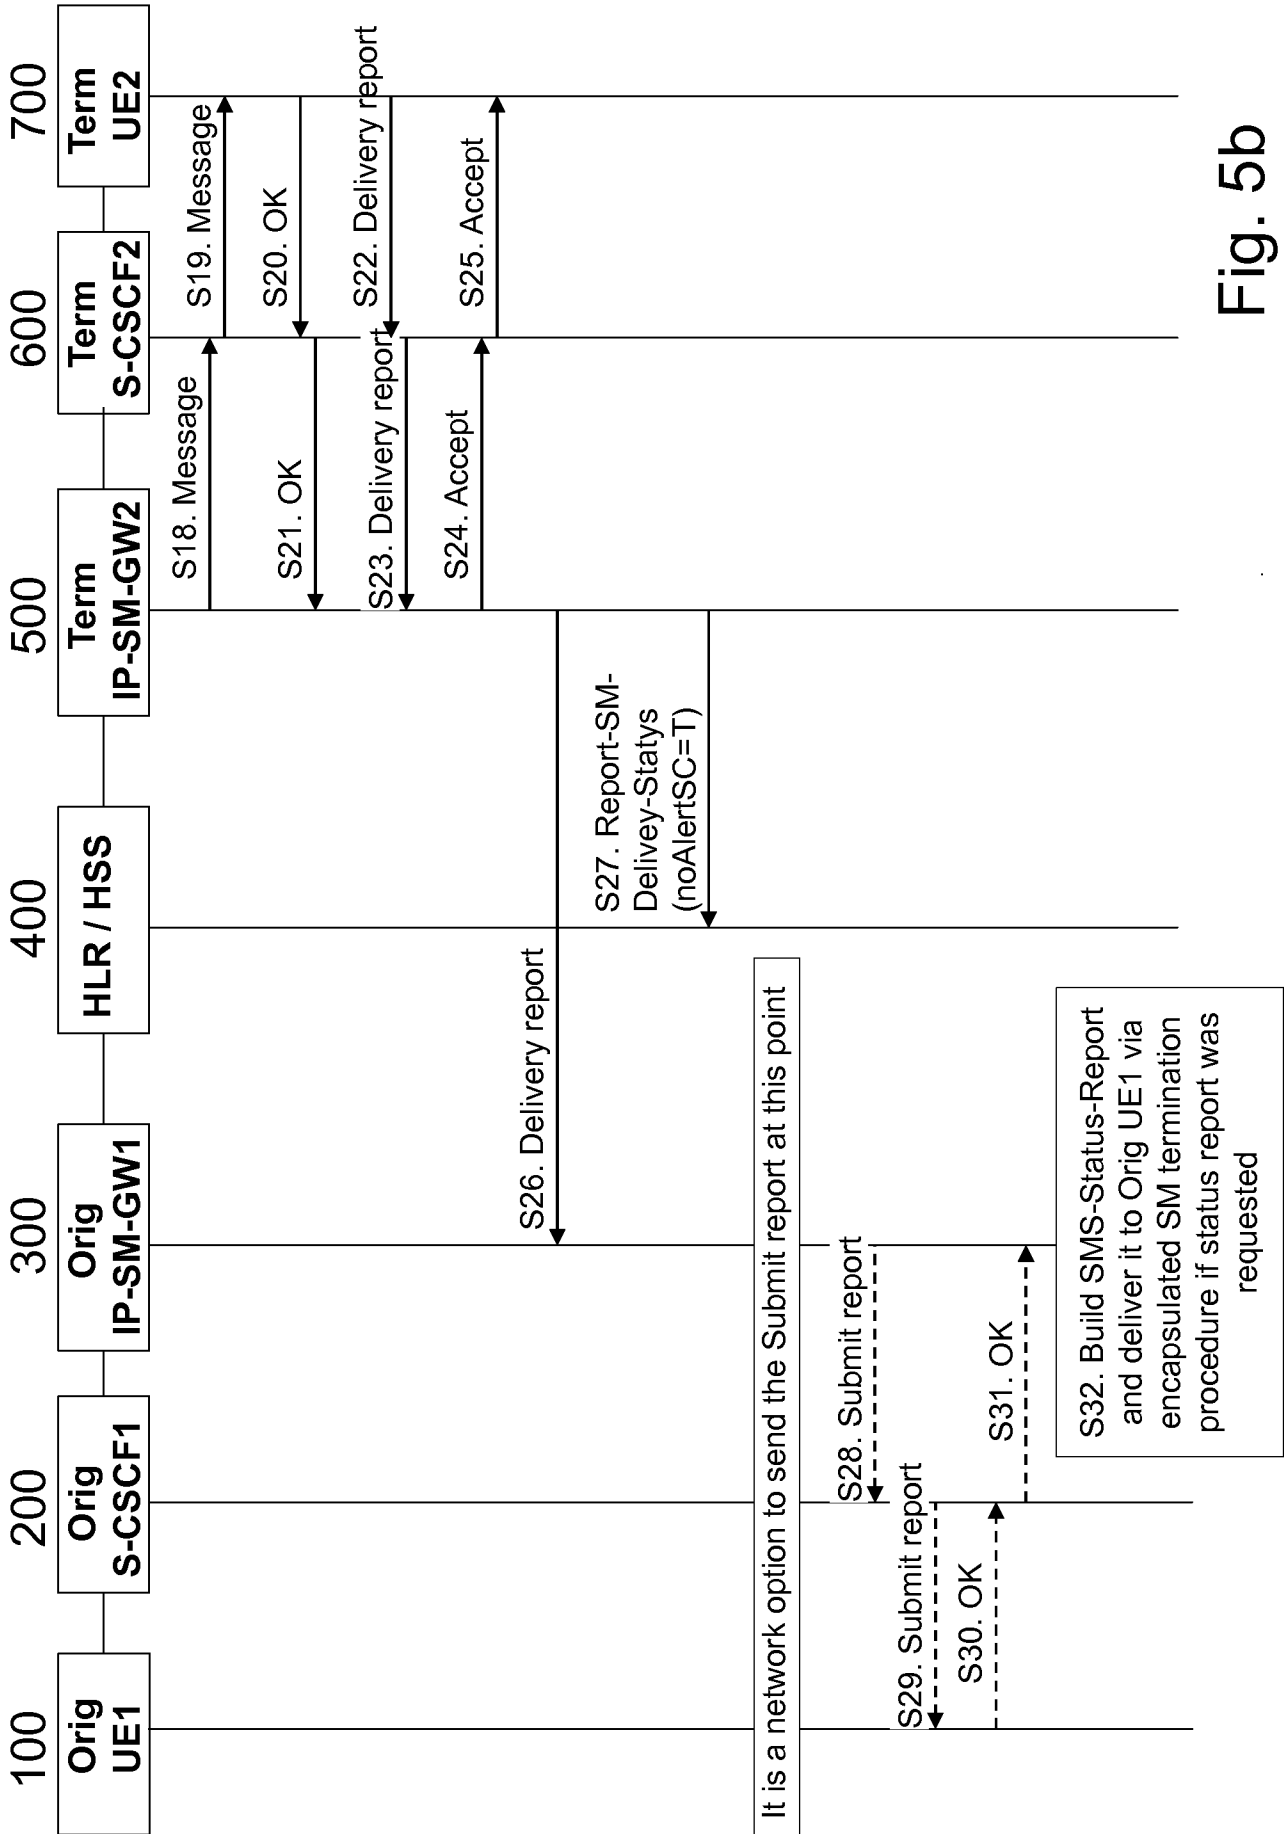 100
200
300
400
500
600
700
Orig
UE1
Orig
S-CSCF1
Orig
IP-SM-GW1
HLR / HSS
Term
IP-SM-GW2
Term
S-CSCF2
Term
UE2
S18. Message
S19. Message
S20. OK
S21. OK
S22. Delivery report
S23. Delivery report
S24. Accept
S25. Accept
S26. Delivery report
S27. Report-SM-
Delivey-Statys
(noAlertSC=T)
It is a network option to send the Submit report at this point
S28. Submit report
S29. Submit report
S30. OK
S31. OK
S32. Build SMS-Status-Report
and deliver it to Orig UE1 via
encapsulated SM termination
procedure if status report was
requested
Fig. 5b